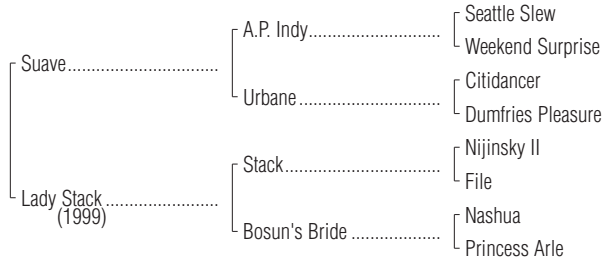 Seattle Slew
A.P. Indy
Weekend Surprise
Suave
Citidancer
Urbane
Dumfries Pleasure
Nijinsky II
Stack
File
Lady Stack
(1999)
Nashua
Bosun's Bride
Princess Arle